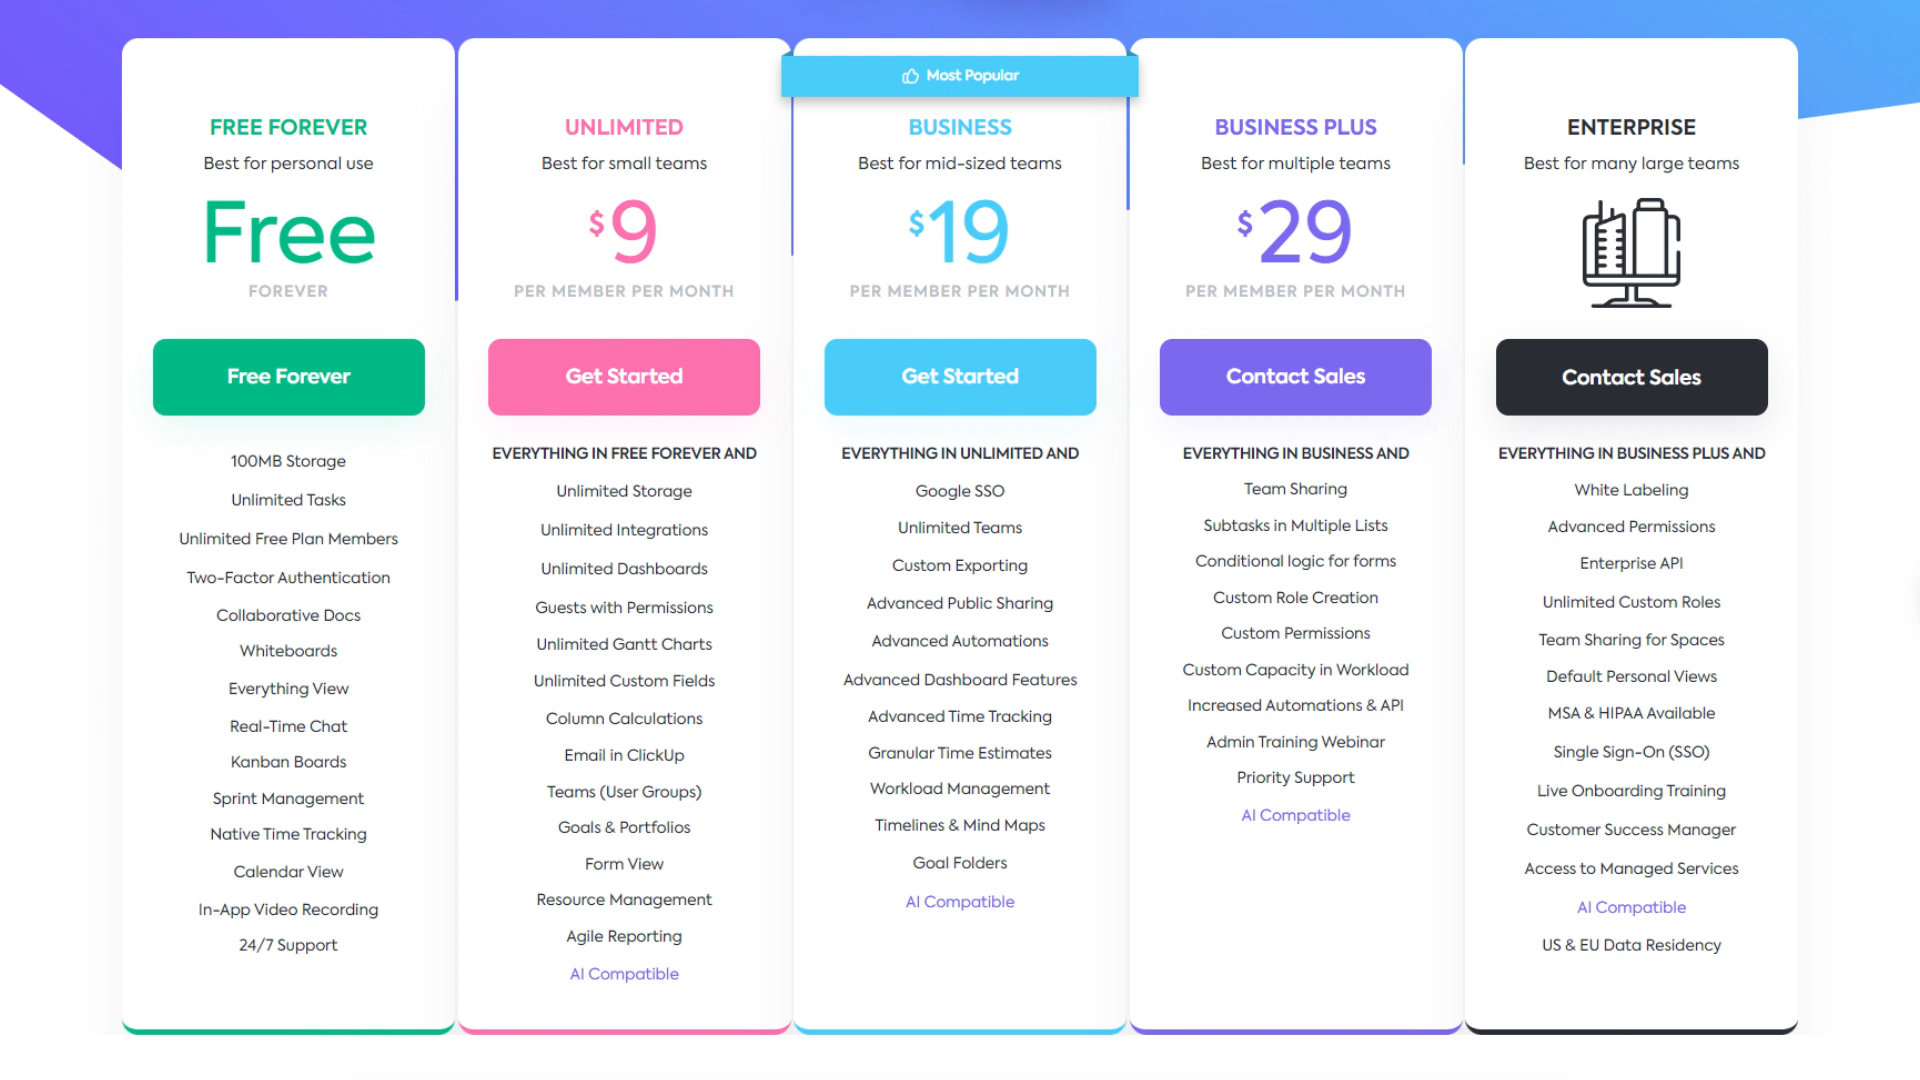 Most Popular
FREE FOREVER
Best for personal use
Free
FOREVER
Free Forever
100MB Storage
Unlimited Tasks
Unlimited Free Plan Members
Two-Factor Authentication
Collaborative Docs
Whiteboards
Everything View
Real-Time Chat
Kanban Boards
Sprint Management
Native Time Tracking
Calendar View
In-App Video Recording
24/7 Support
UNLIMITED
Best for small teams
$9
PER MEMBER PER MONTH
Get Started
EVERYTHING IN FREE FOREVER AND
Unlimited Storage
Unlimited Integrations
Unlimited Dashboards
Guests with Permissions
Unlimited Gantt Charts
Unlimited Custom Fields
Column Calculations
Email in ClickUp
Teams (User Groups)
Goals & Portfolios
Form View
Resource Management
Agile Reporting
AI Compatible
BUSINESS
Best for mid-sized teams
$19
PER MEMBER PER MONTH
Get Started
EVERYTHING IN UNLIMITED AND
Google SSO
Unlimited Teams
Custom Exporting
Advanced Public Sharing
Advanced Automations
Advanced Dashboard Features
Advanced Time Tracking
Granular Time Estimates
Workload Management
Timelines & Mind Maps
Goal Folders
AI Compatible
BUSINESS PLUS
Best for multiple teams
$29
PER MEMBER PER MONTH
Contact Sales
EVERYTHING IN BUSINESS AND
Team Sharing
Subtasks in Multiple Lists
Conditional logic for forms
Custom Role Creation
Custom Permissions
Custom Capacity in Workload
Increased Automations & API
Admin Training Webinar
Priority Support
AI Compatible
ENTERPRISE
Best for many large teams
Contact Sales
EVERYTHING IN BUSINESS PLUS AND
White Labeling
Advanced Permissions
Enterprise API
Unlimited Custom Roles
Team Sharing for Spaces
Default Personal Views
MSA & HIPAA Available
Single Sign-On (SSO)
Live Onboarding Training
Customer Success Manager
Access to Managed Services
AI Compatible
US & EU Data Residency